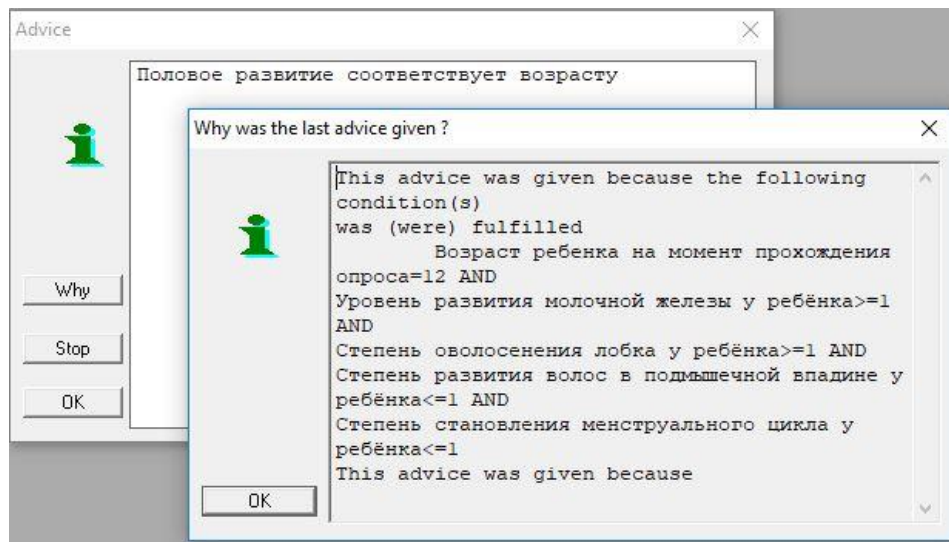 Advice
Половое развитие соответствует возрасту
Why
Stop
OK
Why was the last advice given ?
This advice was given because the following
condition(s)
was (were) fulfilled
Возраст ребенка на момент прохождения
опроса=12 AND
Уровень развития молочной железы у ребёнка>=1
AND
Степень оволосенения лобка у ребёнка>=1 AND
Степень развития волос в подмышечной впадине у
ребёнка<=1 AND
Степень становления менструального цикла у
ребёнка<=1
This advice was given because
OK